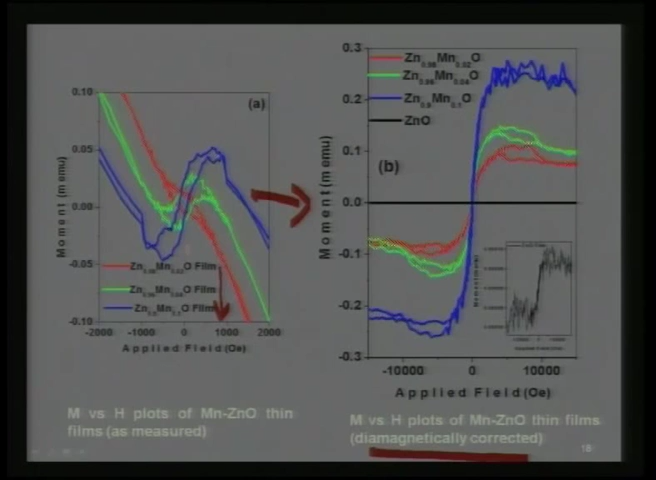 (a)
0.10
0.05
0.00
-0.05
-0.10
Moment (memu)
Zn0.98Mn0.02O Film
Zn0.96Mn0.04O Film
Zn0.9Mn0.1O Film
-2000 -1000 0 1000 2000
Applied Field (Oe)
M vs H plots of Mn-ZnO thin
films (as measured)
0.3
0.2
0.1
0.0
-0.1
-0.2
-0.3
Moment (memu)
Zn0.98Mn0.02O
Zn0.96Mn0.04O
Zn0.9Mn0.1O
ZnO
(b)
-10000 0 10000
Applied Field (Oe)
M vs H plots of Mn-ZnO thin films
(diamagnetically corrected)